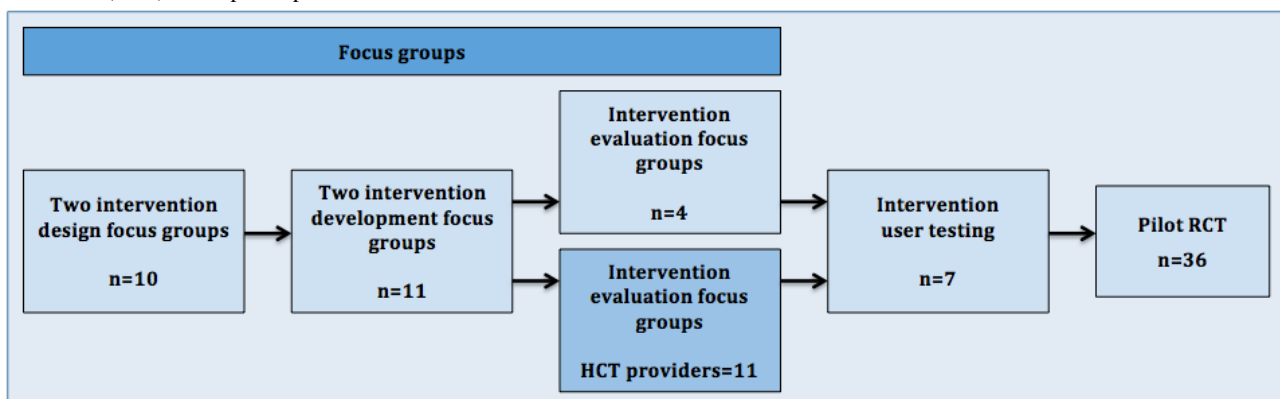 Focus groups
Two intervention
design focus groups
n=10
Two intervention
development focus
groups
n=11
Intervention
evaluation focus
groups
n=4
Intervention
evaluation focus
groups
HCT providers=11
Intervention
user testing
n=7
Pilot RCT
n=36